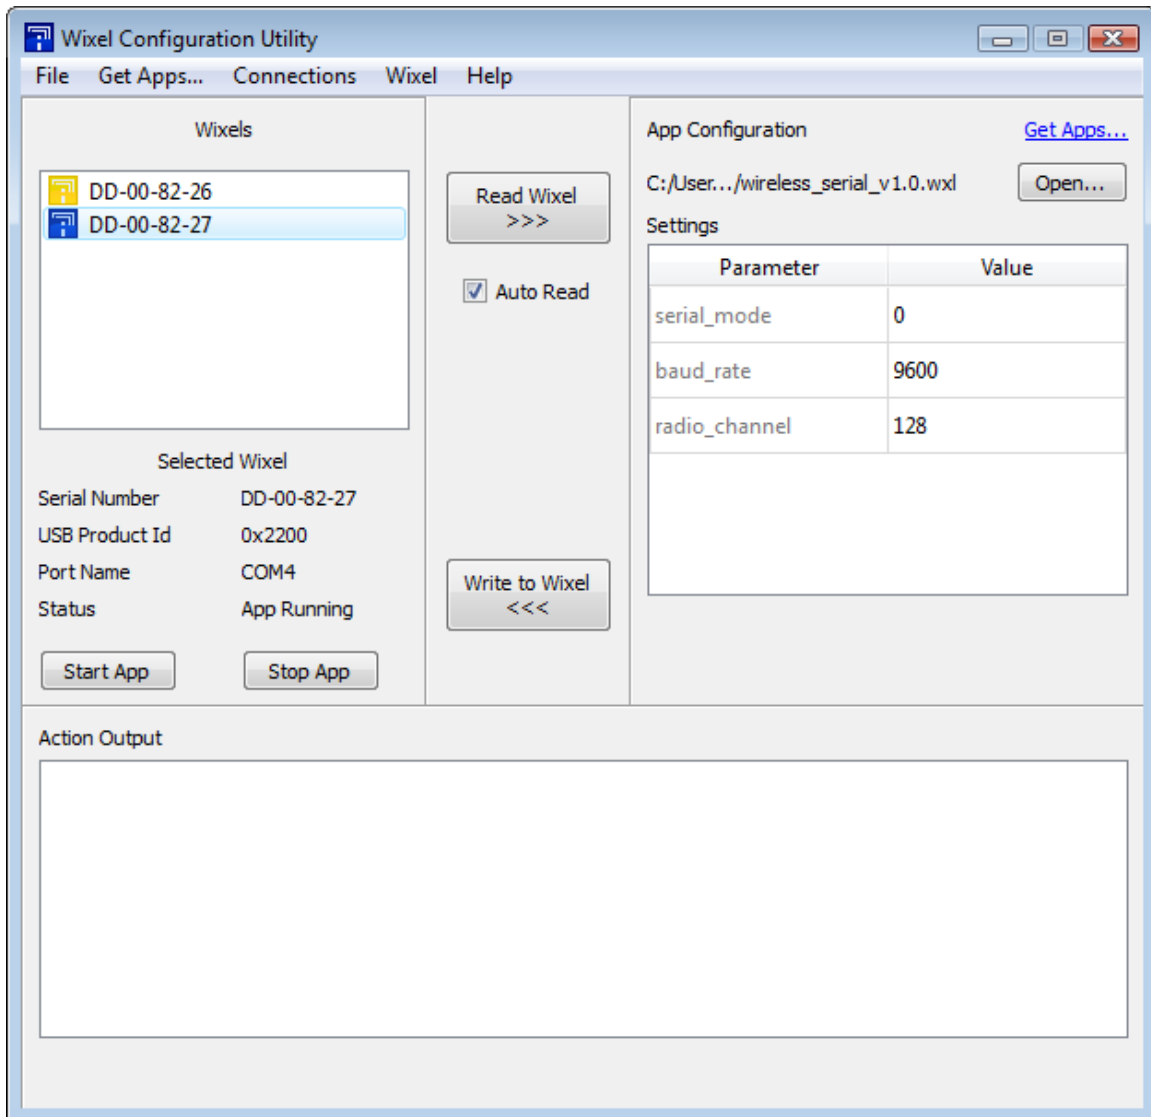 Wixel Configuration Utility
File Get Apps... Connections Wixel Help
Wixels
DD-00-82-26
DD-00-82-27
Selected Wixel
Serial Number DD-00-82-27
USB Product Id 0x2200
Port Name COM4
Status App Running
Start App Stop App
Read Wixel
>>>
Auto Read
Write to Wixel
<<<
App Configuration Get Apps...
C:/User.../wireless_serial_v1.0.wxl Open...
Settings
Parameter Value
serial_mode 0
baud_rate 9600
radio_channel 128
Action Output